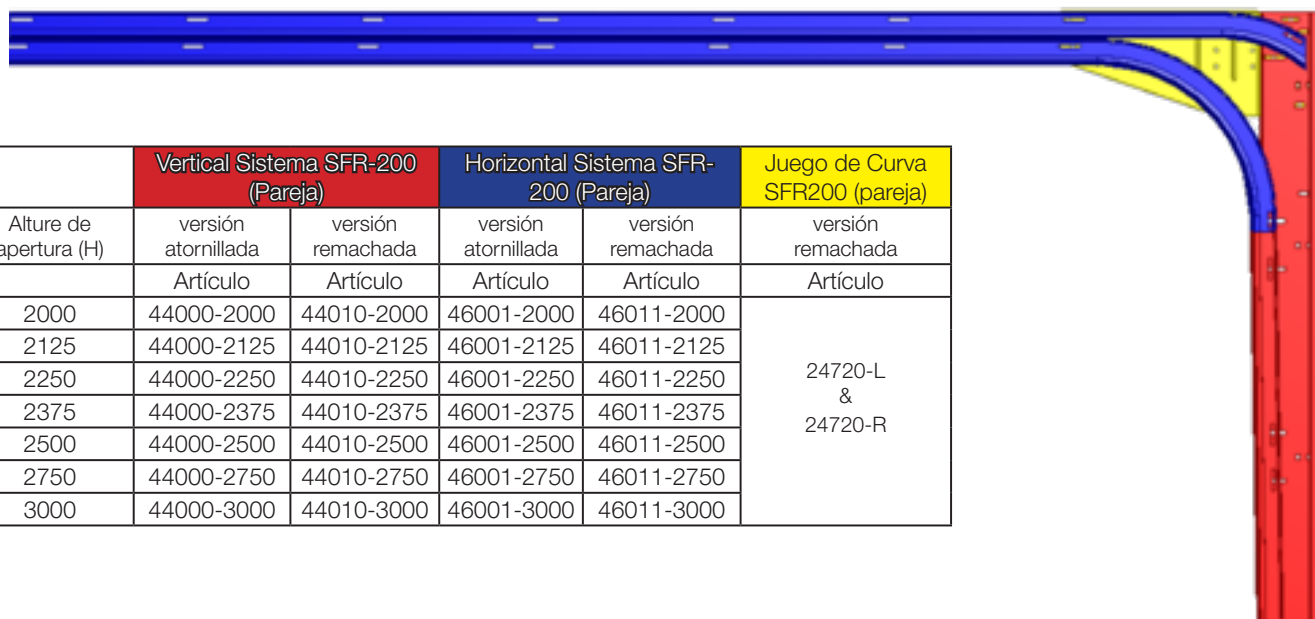 Vertical Sistema SFR-200 (Pareja)
Horizontal Sistema SFR-200 (Pareja)
Juego de Curva SFR200 (pareja)
Alture de apertura (H)
versión atornillada
versión remachada
versión atornillada
versión remachada
versión remachada
Artículo Artículo Artículo Artículo Artículo
2000 44000-2000 44010-2000 46001-2000 46011-2000
2125 44000-2125 44010-2125 46001-2125 46011-2125
2250 44000-2250 44010-2250 46001-2250 46011-2250
2375 44000-2375 44010-2375 46001-2375 46011-2375
2500 44000-2500 44010-2500 46001-2500 46011-2500
2750 44000-2750 44010-2750 46001-2750 46011-2750
3000 44000-3000 44010-3000 46001-3000 46011-3000
24720-L
&
24720-R